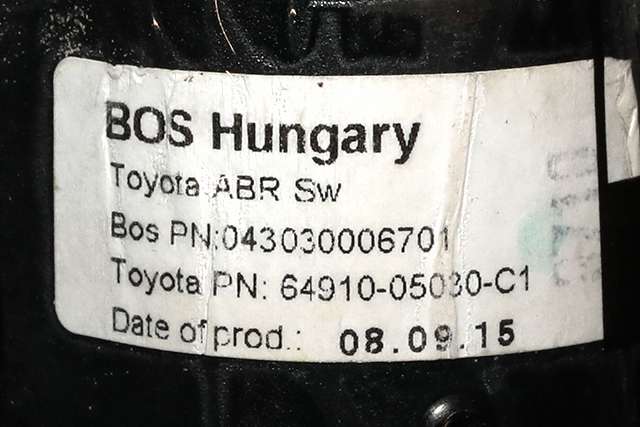 BOS Hungary
Toyota ABR Sw
Bos PN:043030006701
Toyota PN: 64910-05030-C1
Date of prod.: 08.09.15